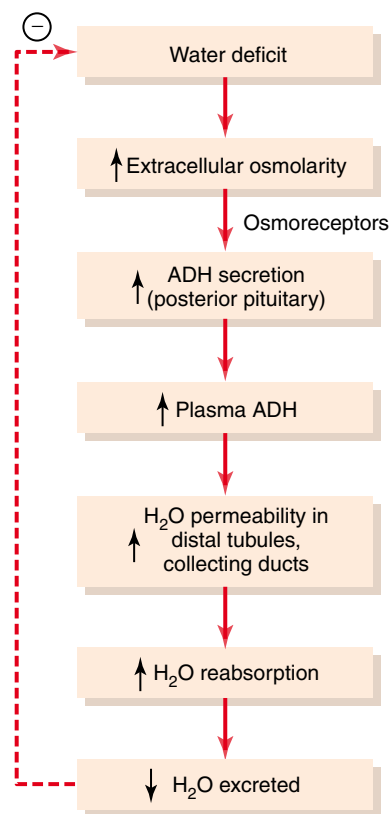 −
Water deficit
↑ Extracellular osmolarity
Osmoreceptors
↑ ADH secretion
(posterior pituitary)
↑ Plasma ADH
H₂O permeability in
↑ distal tubules,
collecting ducts
↑ H₂O reabsorption
↓ H₂O excreted